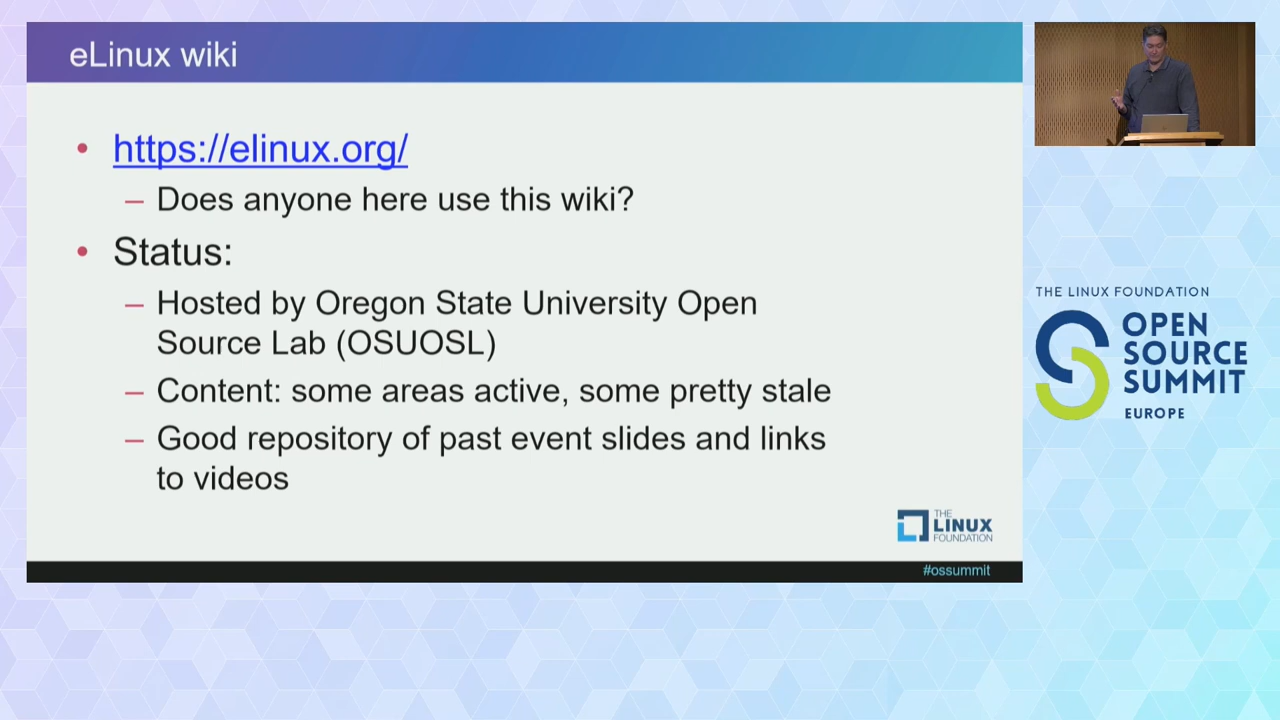 eLinux wiki
• https://elinux.org/
– Does anyone here use this wiki?
• Status:
– Hosted by Oregon State University Open
Source Lab (OSUOSL)
– Content: some areas active, some pretty stale
– Good repository of past event slides and links
to videos
THE
LINUX
FOUNDATION
#ossummit
THE LINUX FOUNDATION
OPEN
SOURCE
SUMMIT
EUROPE